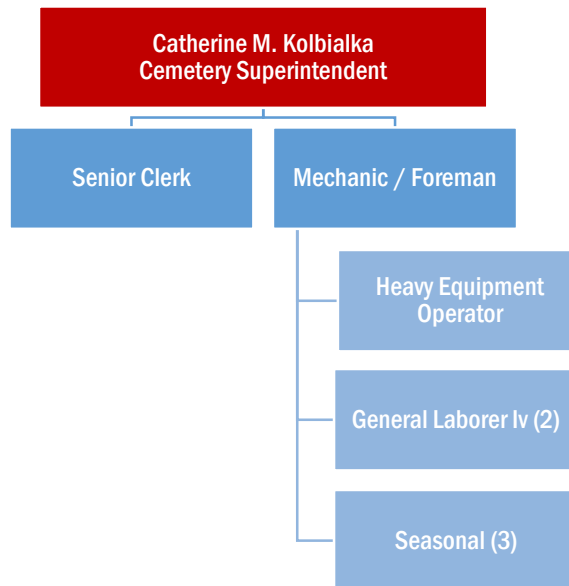 Catherine M. Kolbialka
Cemetery Superintendent
Senior Clerk
Mechanic / Foreman
Heavy Equipment
Operator
General Laborer Iv (2)
Seasonal (3)